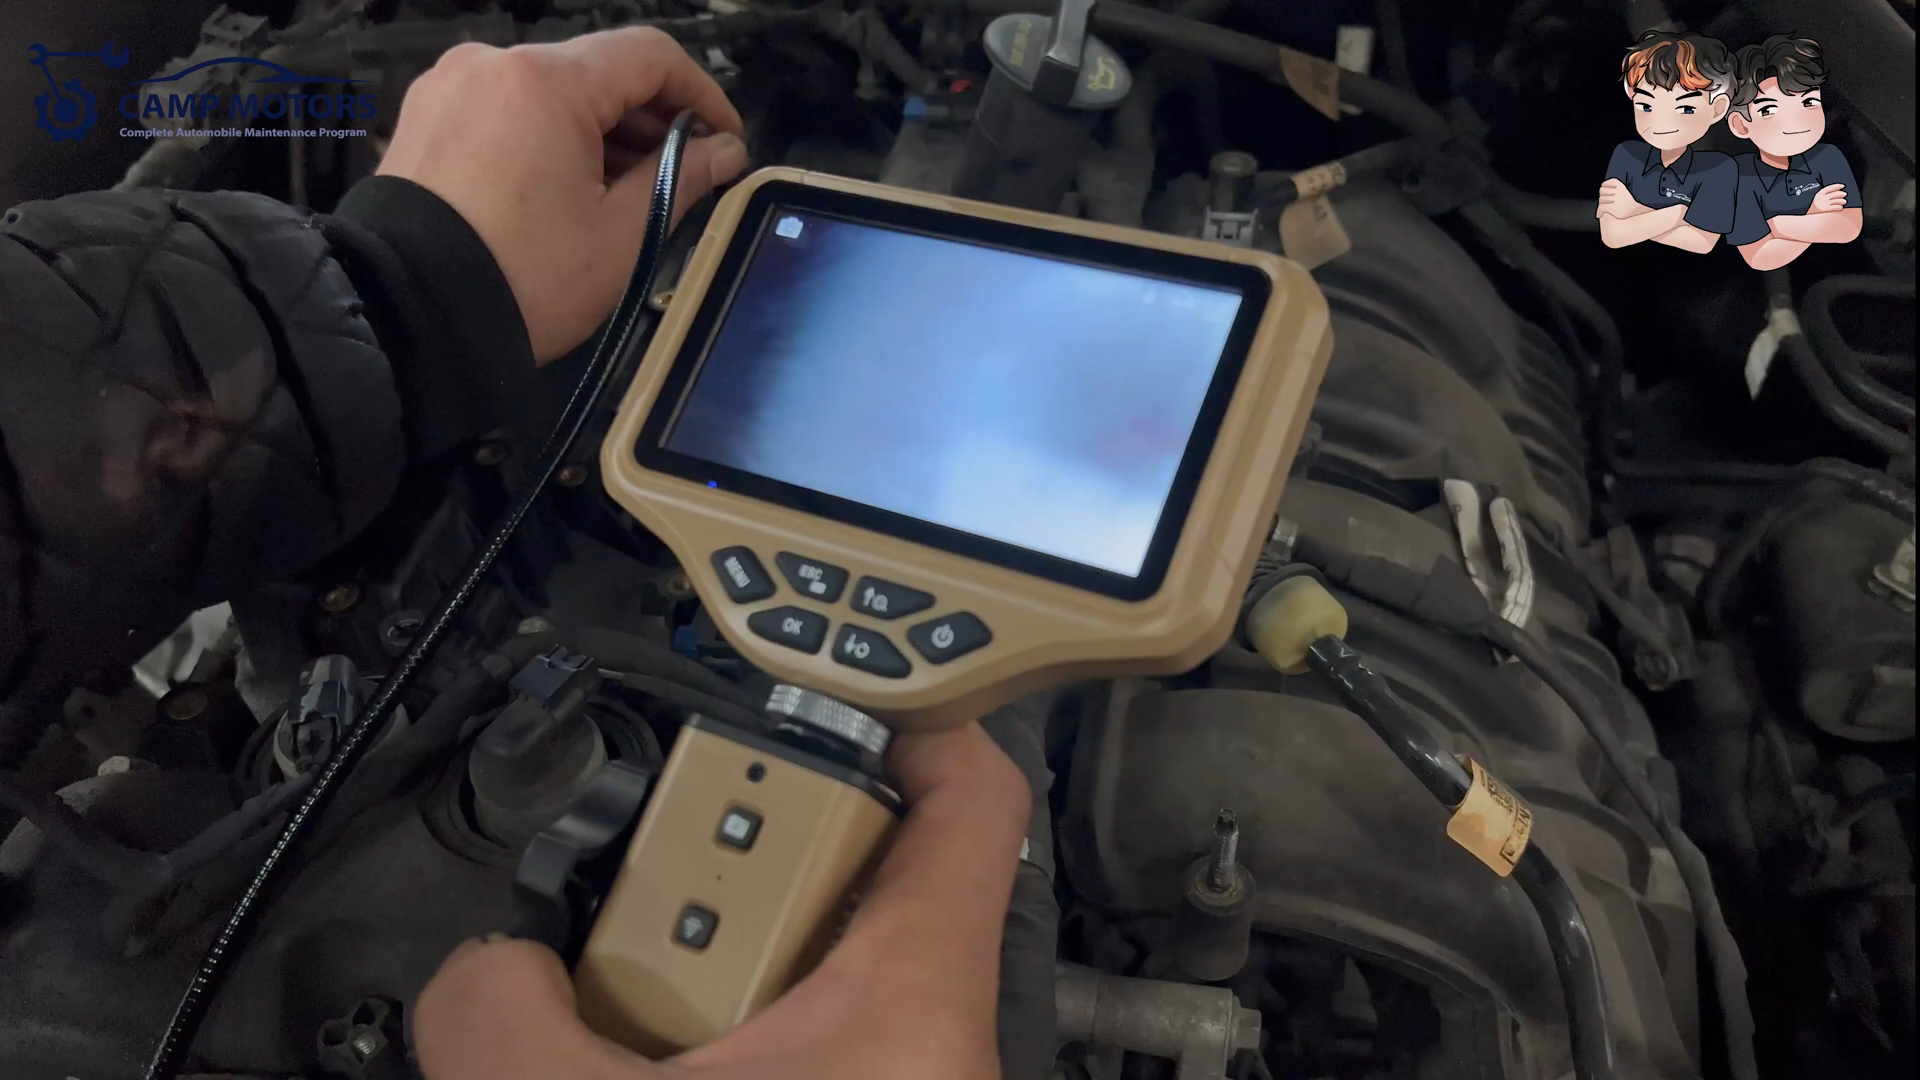 CAMP MOTORS
Complete Automobile Maintenance Program
MENU
ESC
OK